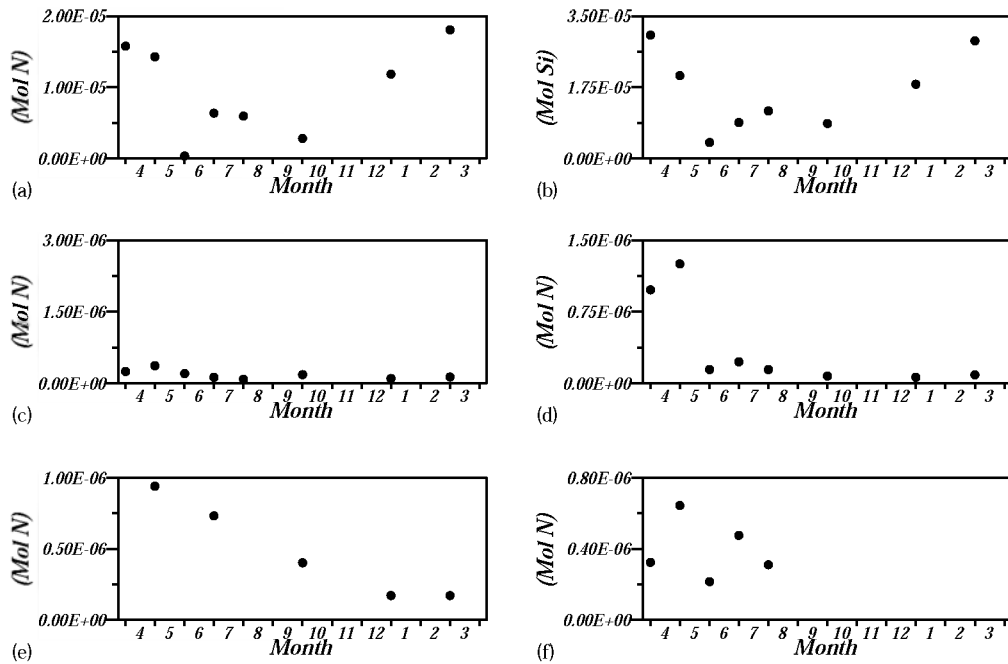 (Mol N)
2.00E-05
1.00E-05
0.00E+00
4 5 6 7 8 9 10 11 12 1 2 3
Month
(a)
(Mol Si)
3.50E-05
1.75E-05
0.00E+00
4 5 6 7 8 9 10 11 12 1 2 3
Month
(b)
(Mol N)
3.00E-06
1.50E-06
0.00E+00
4 5 6 7 8 9 10 11 12 1 2 3
Month
(c)
(Mol N)
1.50E-06
0.75E-06
0.00E+00
4 5 6 7 8 9 10 11 12 1 2 3
Month
(d)
(Mol N)
1.00E-06
0.50E-06
0.00E+00
4 5 6 7 8 9 10 11 12 1 2 3
Month
(e)
(Mol N)
0.80E-06
0.40E-06
0.00E+00
4 5 6 7 8 9 10 11 12 1 2 3
Month
(f)